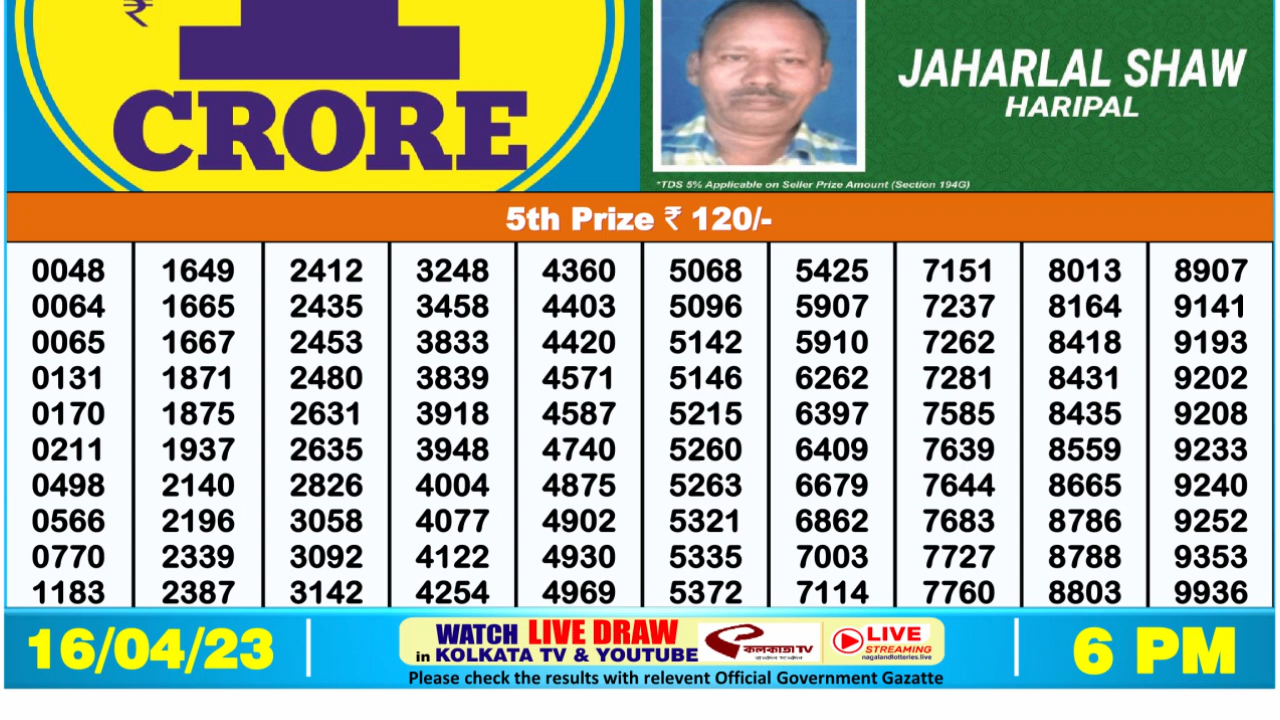 ₹
1
CRORE
JAHARLAL SHAW
HARIPAL
*TDS 5% Applicable on Seller Prize Amount (Section 194G)
5th Prize ₹ 120/-
0048 1649 2412 3248 4360 5068 5425 7151 8013 8907
0064 1665 2435 3458 4403 5096 5907 7237 8164 9141
0065 1667 2453 3833 4420 5142 5910 7262 8418 9193
0131 1871 2480 3839 4571 5146 6262 7281 8431 9202
0170 1875 2631 3918 4587 5215 6397 7585 8435 9208
0211 1937 2635 3948 4740 5260 6409 7639 8559 9233
0498 2140 2826 4004 4875 5263 6679 7644 8665 9240
0566 2196 3058 4077 4902 5321 6862 7683 8786 9252
0770 2339 3092 4122 4930 5335 7003 7727 8788 9353
1183 2387 3142 4254 4969 5372 7114 7760 8803 9936
16/04/23
WATCH LIVE DRAW
in KOLKATA TV & YOUTUBE
কলকাতা TV
LIVE
STREAMING
nagalandlotteries.live
6 PM
Please check the results with relevent Official Government Gazatte